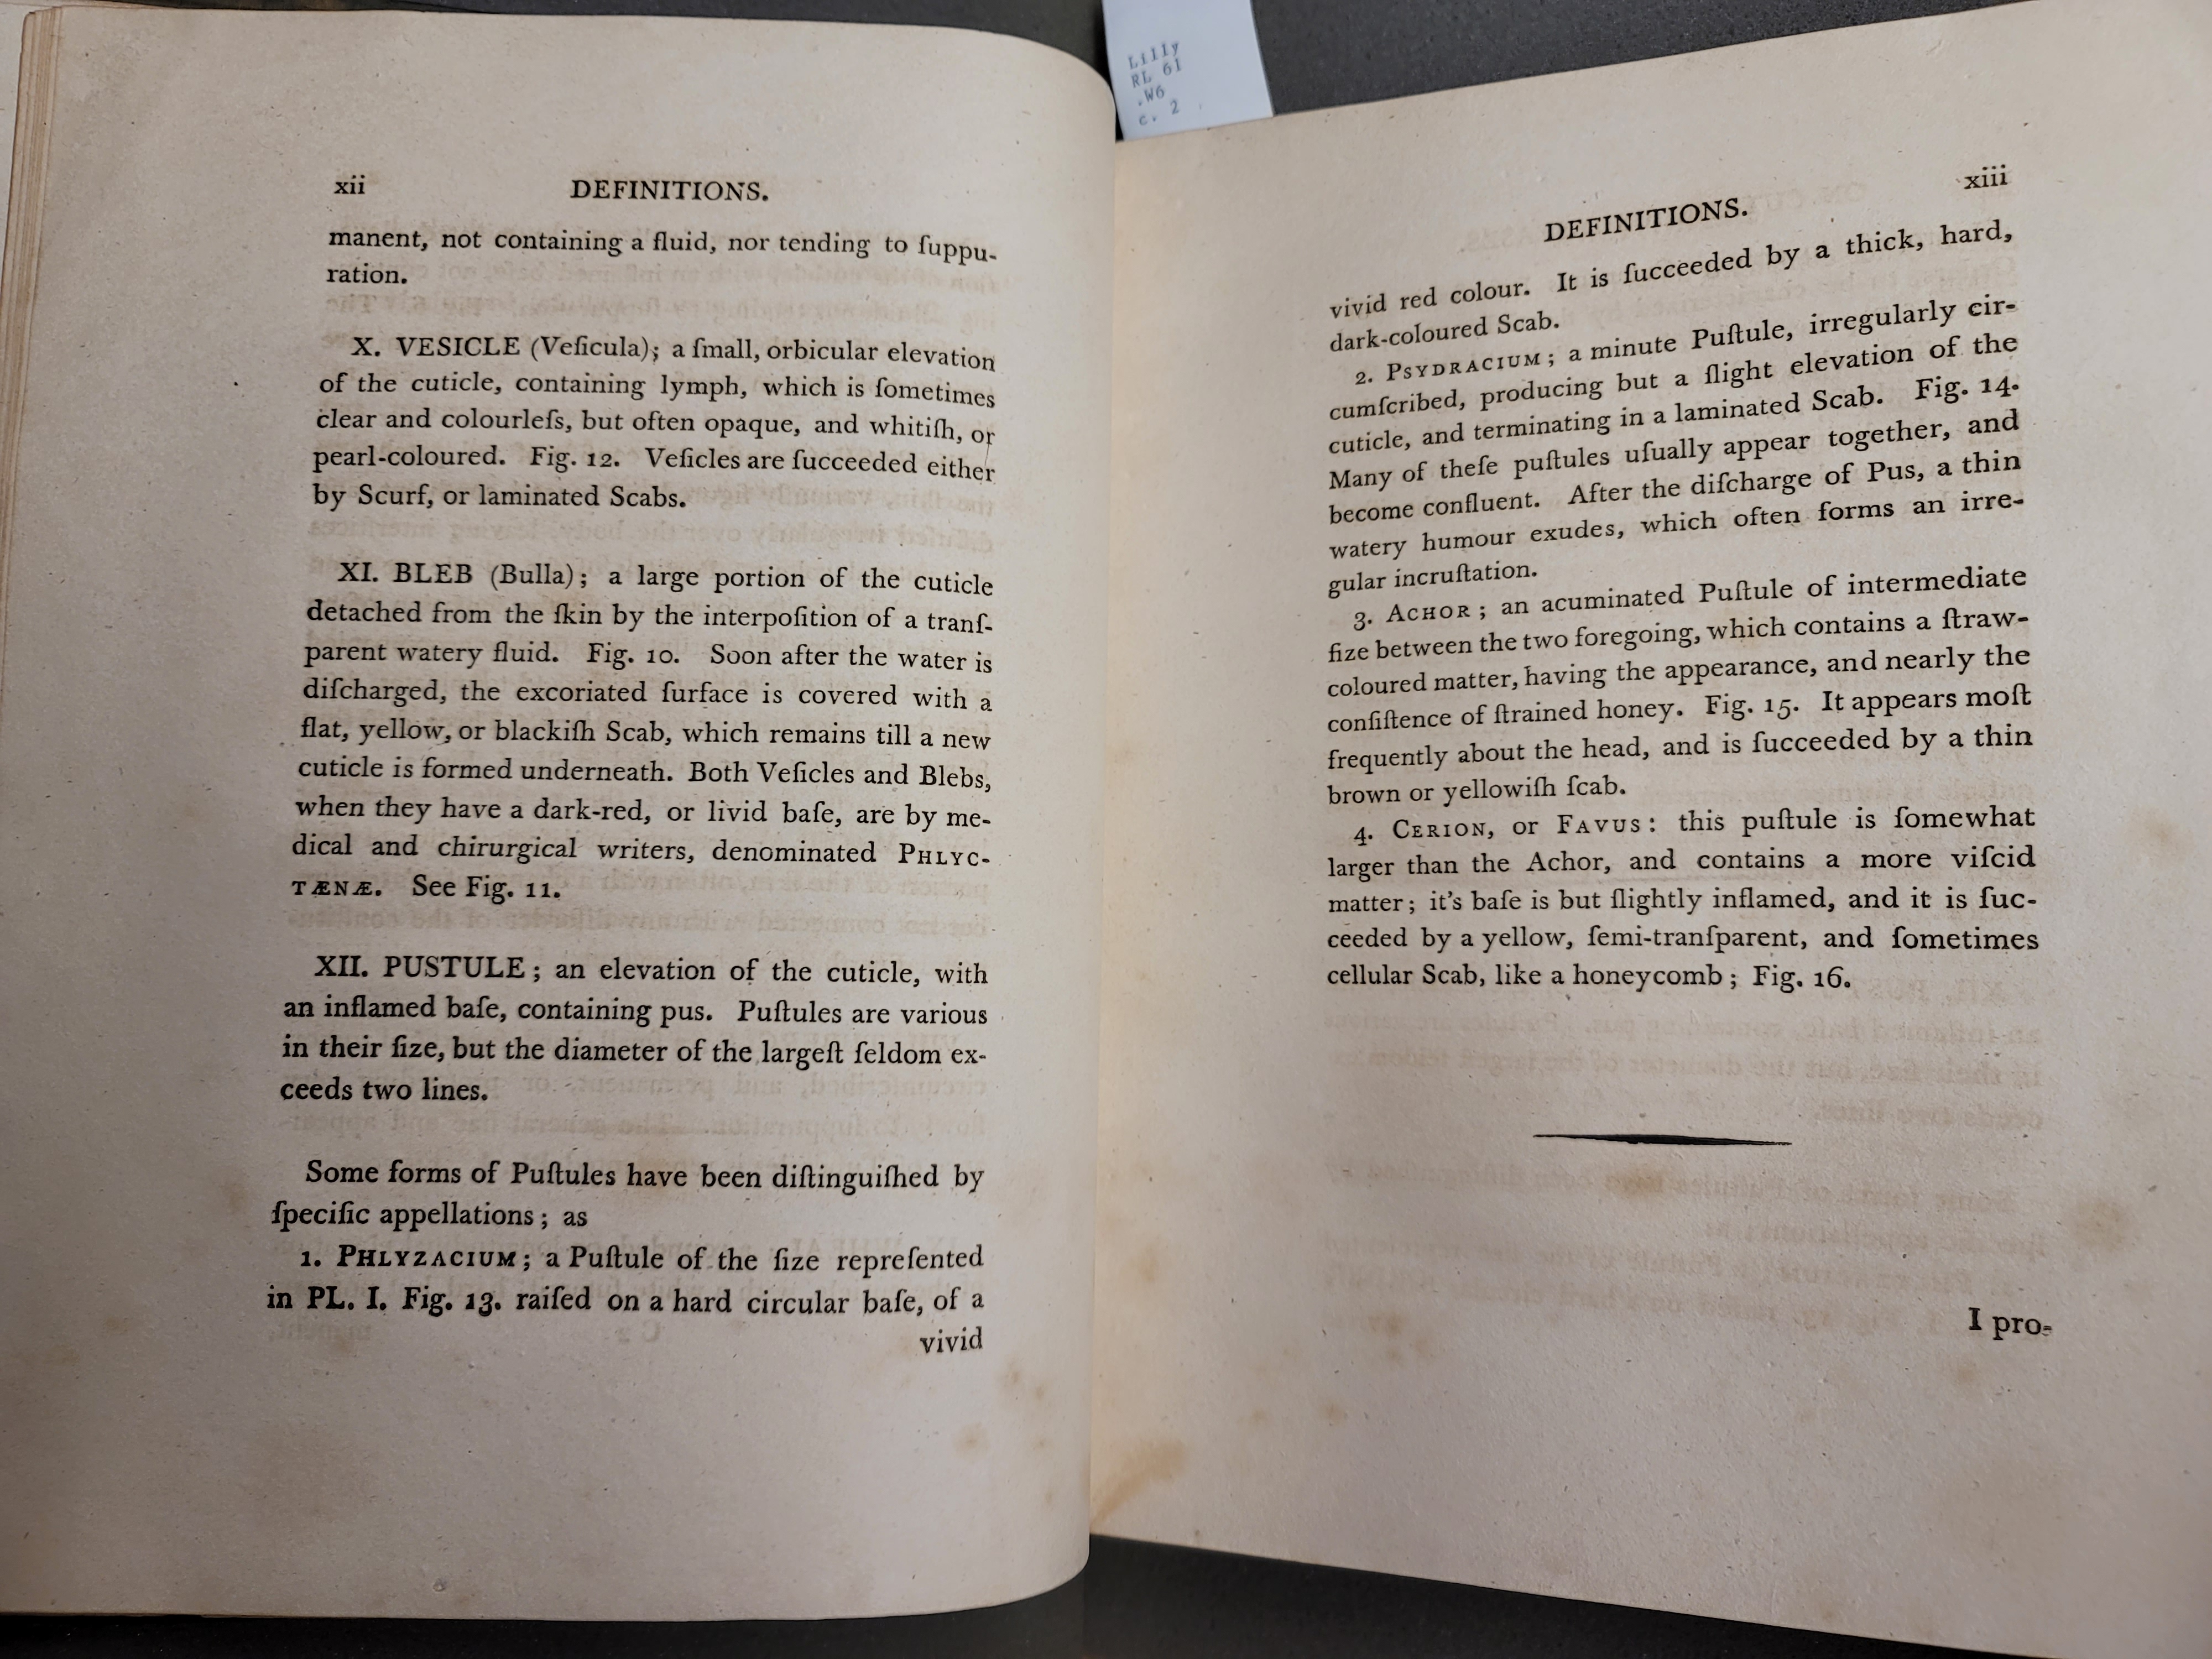 Lilly
RL 61
.W6
c. 2
xii
DEFINITIONS.
manent, not containing a fluid, nor tending to ſuppu-
ration.
X. VESICLE (Veſicula); a ſmall, orbicular elevation
of the cuticle, containing lymph, which is ſometimes
clear and colourleſs, but often opaque, and whitiſh, or
pearl-coloured. Fig. 12. Veſicles are ſucceeded either
by Scurf, or laminated Scabs.
XI. BLEB (Bulla); a large portion of the cuticle
detached from the ſkin by the interpoſition of a tranſ-
parent watery fluid. Fig. 10. Soon after the water is
diſcharged, the excoriated ſurface is covered with a
flat, yellow, or blackiſh Scab, which remains till a new
cuticle is formed underneath. Both Veſicles and Blebs,
when they have a dark-red, or livid baſe, are by me-
dical and chirurgical writers, denominated PHLYC-
TÆNÆ. See Fig. 11.
XII. PUSTULE; an elevation of the cuticle, with
an inflamed baſe, containing pus. Puſtules are various
in their ſize, but the diameter of the largeſt ſeldom ex-
ceeds two lines.
Some forms of Puſtules have been diſtinguiſhed by
ſpecific appellations; as
1. PHLYZACIUM; a Puſtule of the ſize repreſented
in PL. I. Fig. 13. raiſed on a hard circular baſe, of a
vivid
xiii
DEFINITIONS.
vivid red colour. It is ſucceeded by a thick, hard,
dark-coloured Scab.
2. PSYDRACIUM; a minute Puſtule, irregularly cir-
cumſcribed, producing but a ſlight elevation of the
cuticle, and terminating in a laminated Scab. Fig. 14.
Many of theſe puſtules uſually appear together, and
become confluent. After the diſcharge of Pus, a thin
watery humour exudes, which often forms an irre-
gular incruſtation.
3. ACHOR; an acuminated Puſtule of intermediate
ſize between the two foregoing, which contains a ſtraw-
coloured matter, having the appearance, and nearly the
conſiſtence of ſtrained honey. Fig. 15. It appears moſt
frequently about the head, and is ſucceeded by a thin
brown or yellowiſh ſcab.
4. CERION, or FAVUS: this puſtule is ſomewhat
larger than the Achor, and contains a more viſcid
matter; it's baſe is but ſlightly inflamed, and it is ſuc-
ceeded by a yellow, ſemi-tranſparent, and ſometimes
cellular Scab, like a honeycomb; Fig. 16.
I pro-